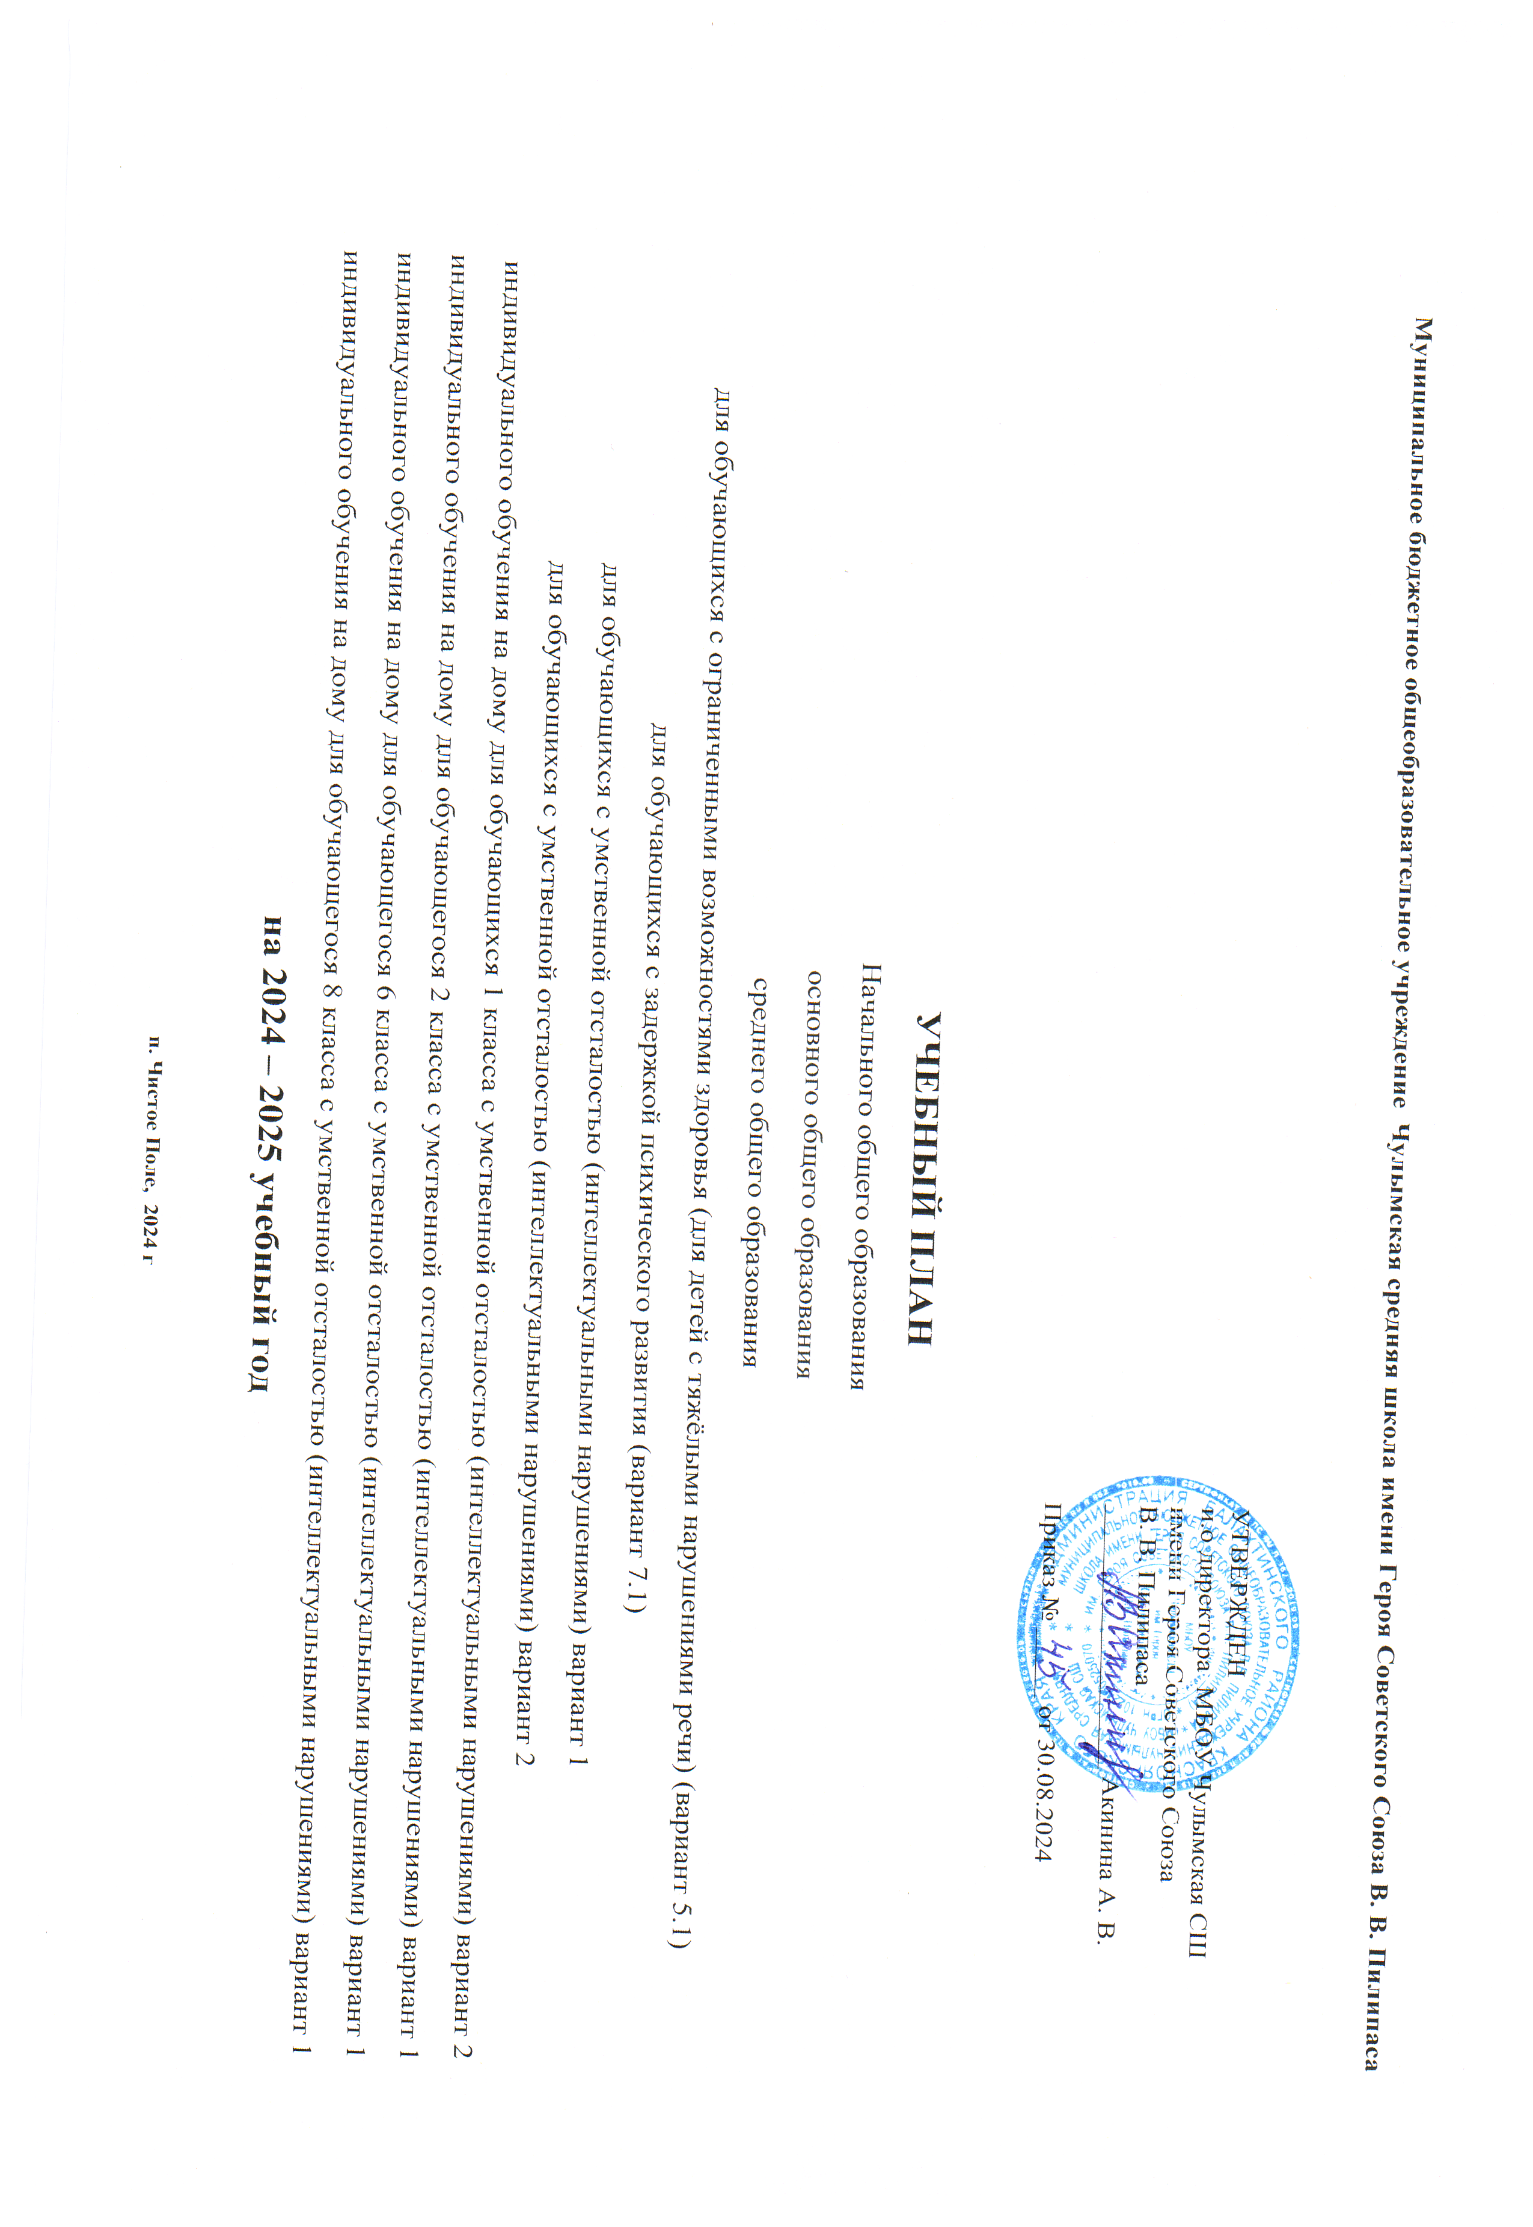 Муниципальное бюджетное общеобразовательное учреждение Чулымская средняя школа имени Героя Советского Союза В. В. Пилипаса
УТВЕРЖДЕН
и.о.директора МБОУ Чулымская СШ
имени Героя Советского Союза
В. В. Пилипаса
Акинина А. В.
Приказ № 45 от 30.08.2024
УЧЕБНЫЙ ПЛАН
Начального общего образования
основного общего образования
среднего общего образования
для обучающихся с ограниченными возможностями здоровья (для детей с тяжёлыми нарушениями речи) (вариант 5.1)
для обучающихся с задержкой психического развития (вариант 7.1)
для обучающихся с умственной отсталостью (интеллектуальными нарушениями) вариант 1
для обучающихся с умственной отсталостью (интеллектуальными нарушениями) вариант 2
индивидуального обучения на дому для обучающихся 1 класса с умственной отсталостью (интеллектуальными нарушениями) вариант 2
индивидуального обучения на дому для обучающегося 2 класса с умственной отсталостью (интеллектуальными нарушениями) вариант 1
индивидуального обучения на дому для обучающегося 6 класса с умственной отсталостью (интеллектуальными нарушениями) вариант 1
индивидуального обучения на дому для обучающегося 8 класса с умственной отсталостью (интеллектуальными нарушениями) вариант 1
на 2024 – 2025 учебный год
п. Чистое Поле, 2024 г